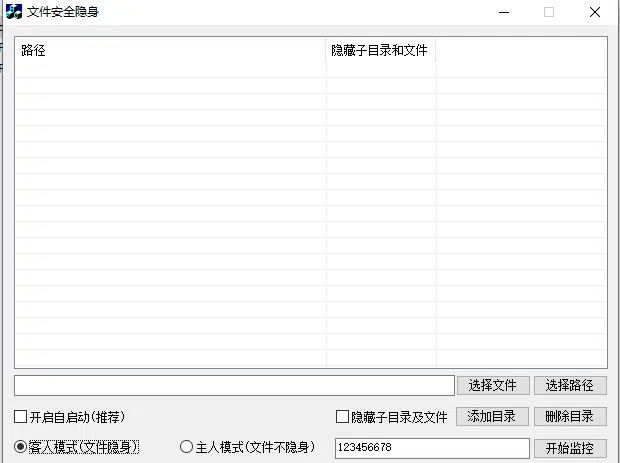 文件安全隐身
路径 隐藏子目录和文件
选择文件 选择路径
开启自启动(推荐) 隐藏子目录及文件 添加目录 删除目录
客人模式(文件隐身) 主人模式(文件不隐身) 123456678 开始监控